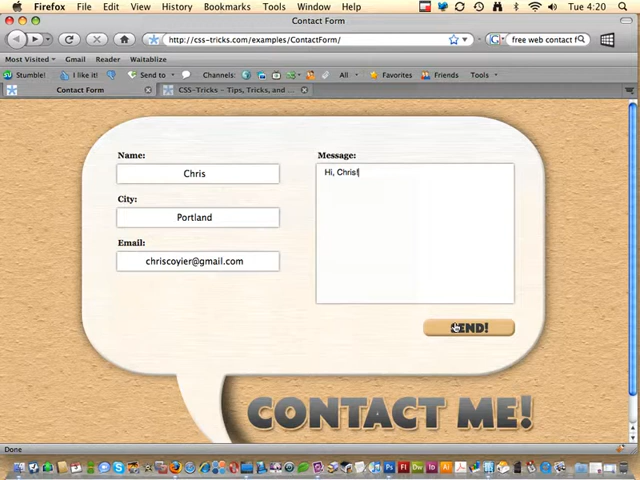 Firefox File Edit View History Bookmarks Tools Window Help Tue 4:20
Contact Form
http://css-tricks.com/examples/ContactForm/ free web contact f
Most Visited Gmail Reader Waitablize
Stumble! I like it! Send to Channels: All Favorites Friends Tools
Contact Form CSS-Tricks - Tips, Tricks, and ...
Name:
Chris
City:
Portland
Email:
chriscoyier@gmail.com
Message:
Hi, Chris!
SEND!
CONTACT ME!
Done